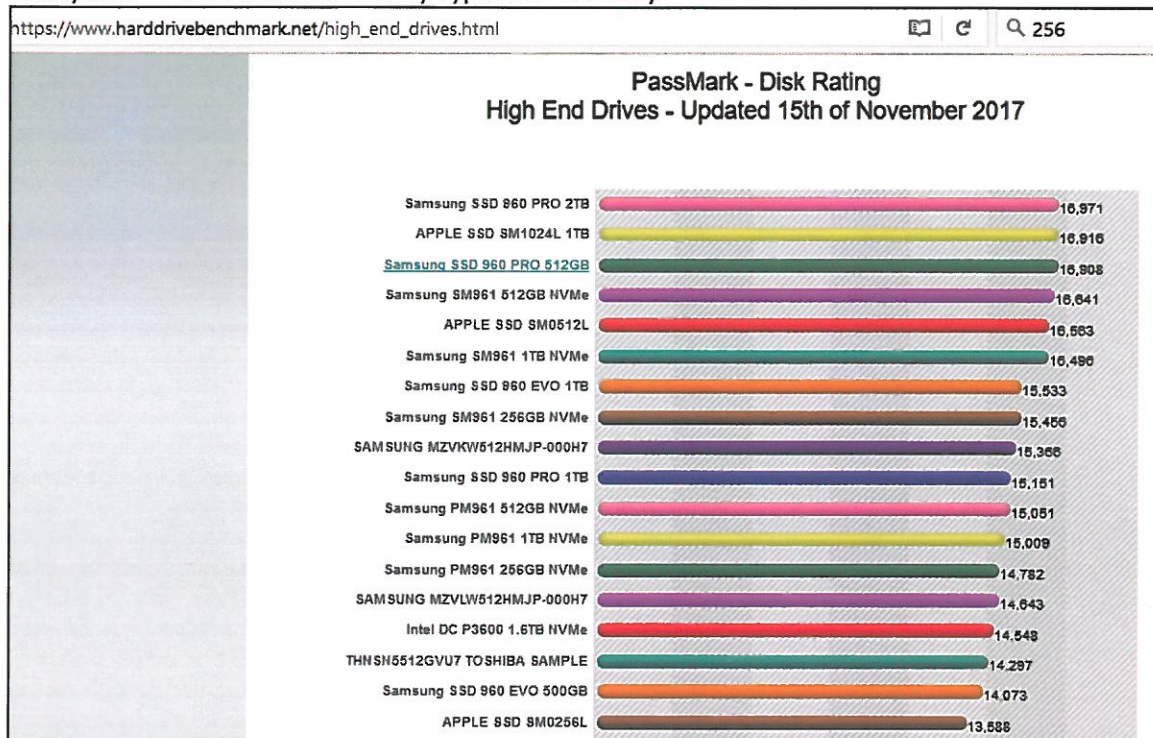 https://www.harddrivebenchmark.net/high_end_drives.html 256
PassMark - Disk Rating
High End Drives - Updated 15th of November 2017
Samsung SSD 960 PRO 2TB 16,971
APPLE SSD SM1024L 1TB 16,916
Samsung SSD 960 PRO 512GB 16,908
Samsung SM961 512GB NVMe 16,641
APPLE SSD SM0512L 16,563
Samsung SM961 1TB NVMe 16,496
Samsung SSD 960 EVO 1TB 15,533
Samsung SM961 256GB NVMe 15,456
SAMSUNG MZVKW512HMJP-000H7 15,366
Samsung SSD 960 PRO 1TB 15,151
Samsung PM961 512GB NVMe 15,051
Samsung PM961 1TB NVMe 15,009
Samsung PM961 256GB NVMe 14,782
SAMSUNG MZVLW512HMJP-000H7 14,643
Intel DC P3600 1.6TB NVMe 14,548
THNSN5512GVU7 TOSHIBA SAMPLE 14,297
Samsung SSD 960 EVO 500GB 14,073
APPLE SSD SM0256L 13,588